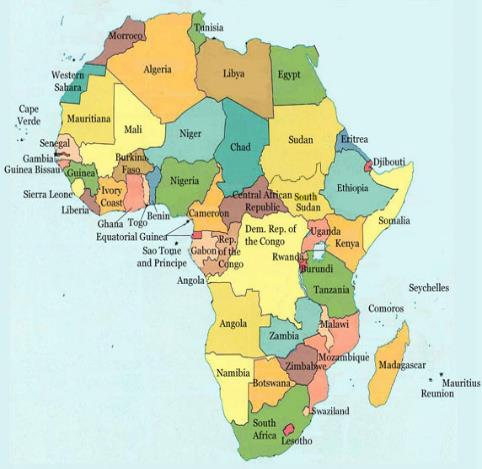 Tunisia
Morroco
Algeria
Libya
Egypt
Western
Sahara
Cape
Verde
Mauritiana
Mali
Niger
Chad
Sudan
Eritrea
Senegal
Gambia
Guinea Bissau
Guinea
Burkina
Faso
Djibouti
Nigeria
Ethiopia
Sierra Leone
Ivory
Coast
Liberia
Ghana
Togo
Benin
Central African
Republic
South
Sudan
Cameroon
Somalia
Equatorial Guinea
Sao Tome
and Principe
Gabon
Rep.
of the
Congo
Dem. Rep. of
the Congo
Uganda
Kenya
Rwanda
Burundi
Angola
Tanzania
Seychelles
Comoros
Angola
Zambia
Malawi
Mozambique
Zimbabwe
Madagascar
Namibia
Botswana
Mauritius
Reunion
Swaziland
South
Africa
Lesotho